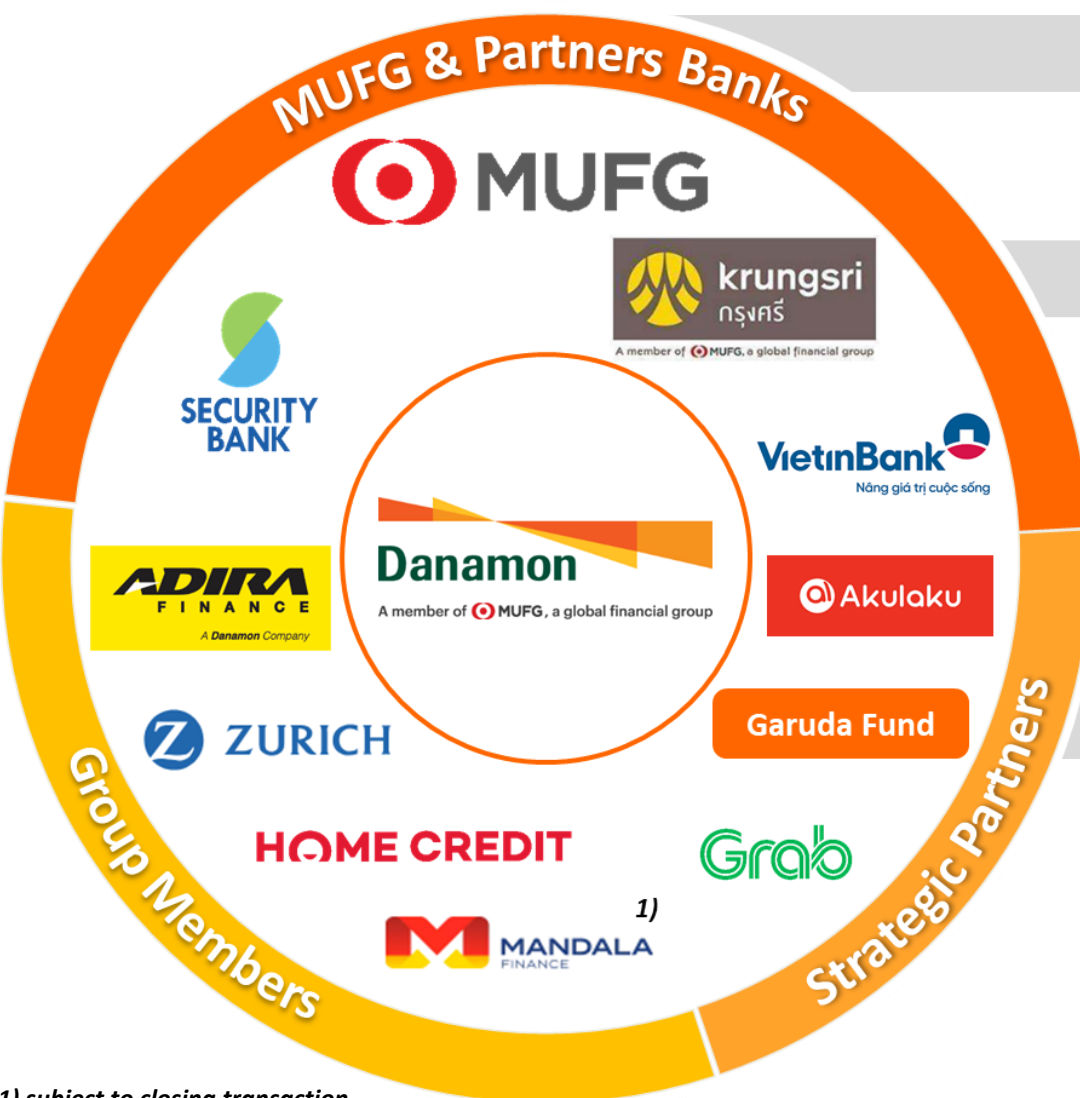 MUFG & Partners Banks
MUFG
krungsri
กรุงศรี
A member of MUFG, a global financial group
SECURITY
BANK
VietinBank
Nâng giá trị cuộc sống
Danamon
A member of MUFG, a global financial group
ADIRA
FINANCE
A Danamon Company
Akulaku
ZURICH
Garuda Fund
HOME CREDIT
Grab
1)
MANDALA
FINANCE
Group Members
Strategic Partners
1) subject to closing transaction